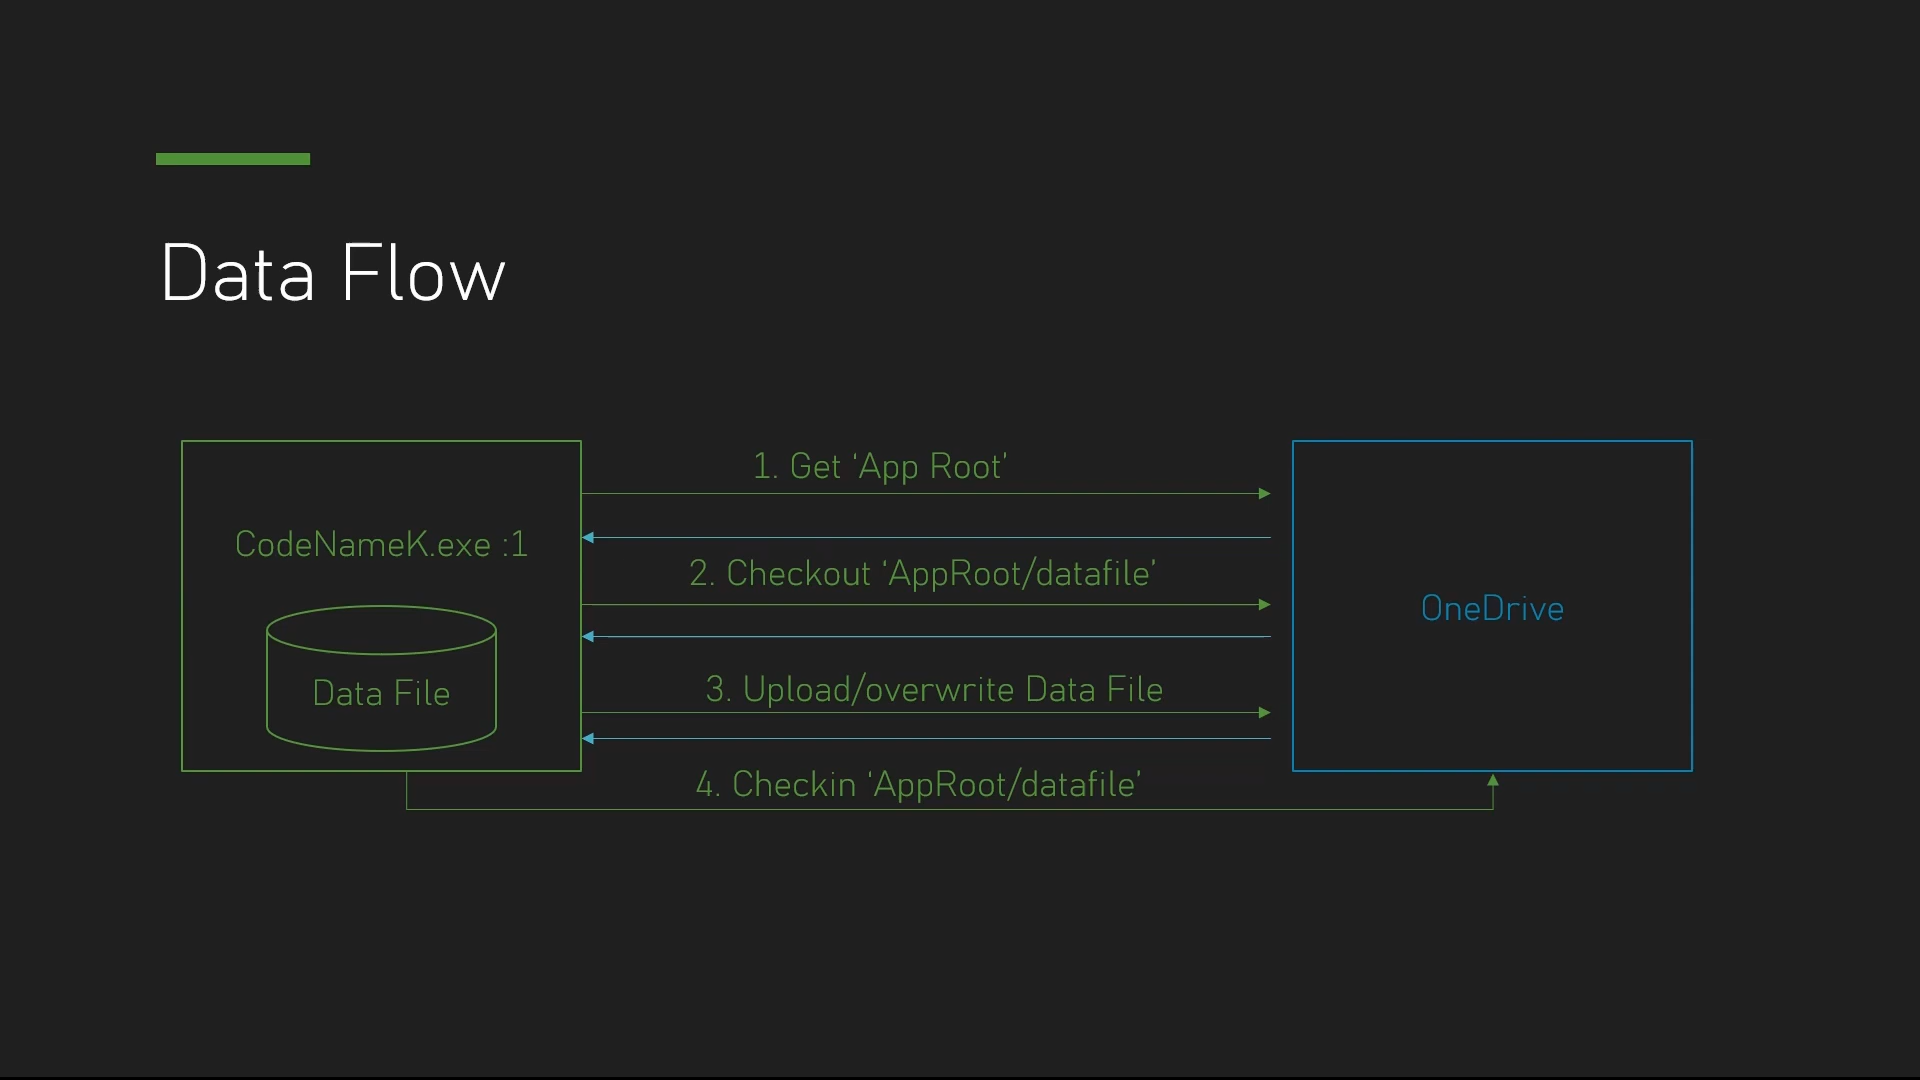 Data Flow
1. Get ‘App Root’
CodeNameK.exe :1
2. Checkout ‘AppRoot/datafile’
OneDrive
Data File
3. Upload/overwrite Data File
4. Checkin ‘AppRoot/datafile’